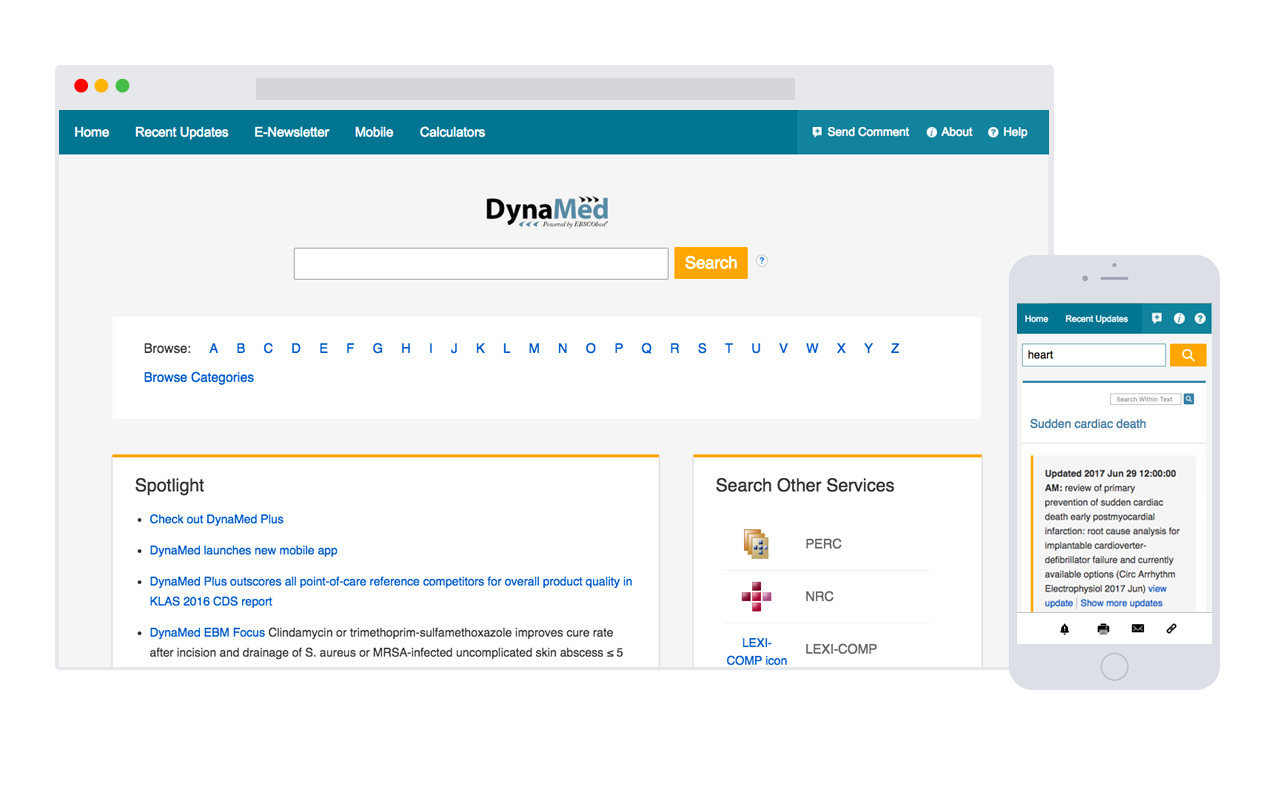 Home Recent Updates E-Newsletter Mobile Calculators Send Comment About Help
DynaMed
Powered by EBSCOhost
Search ?
Browse: A B C D E F G H I J K L M N O P Q R S T U V W X Y Z
Browse Categories
Spotlight
• Check out DynaMed Plus
• DynaMed launches new mobile app
• DynaMed Plus outscores all point-of-care reference competitors for overall product quality in
KLAS 2016 CDS report
• DynaMed EBM Focus Clindamycin or trimethoprim-sulfamethoxazole improves cure rate
after incision and drainage of S. aureus or MRSA-infected uncomplicated skin abscess ≤ 5
Search Other Services
PERC
NRC
LEXI-
COMP icon
LEXI-COMP
Home Recent Updates
heart
Search Within Text
Sudden cardiac death
Updated 2017 Jun 29 12:00:00
AM: review of primary
prevention of sudden cardiac
death early postmyocardial
infarction: root cause analysis for
implantable cardioverter-
defibrillator failure and currently
available options (Circ Arrhythm
Electrophysiol 2017 Jun) view
update | Show more updates